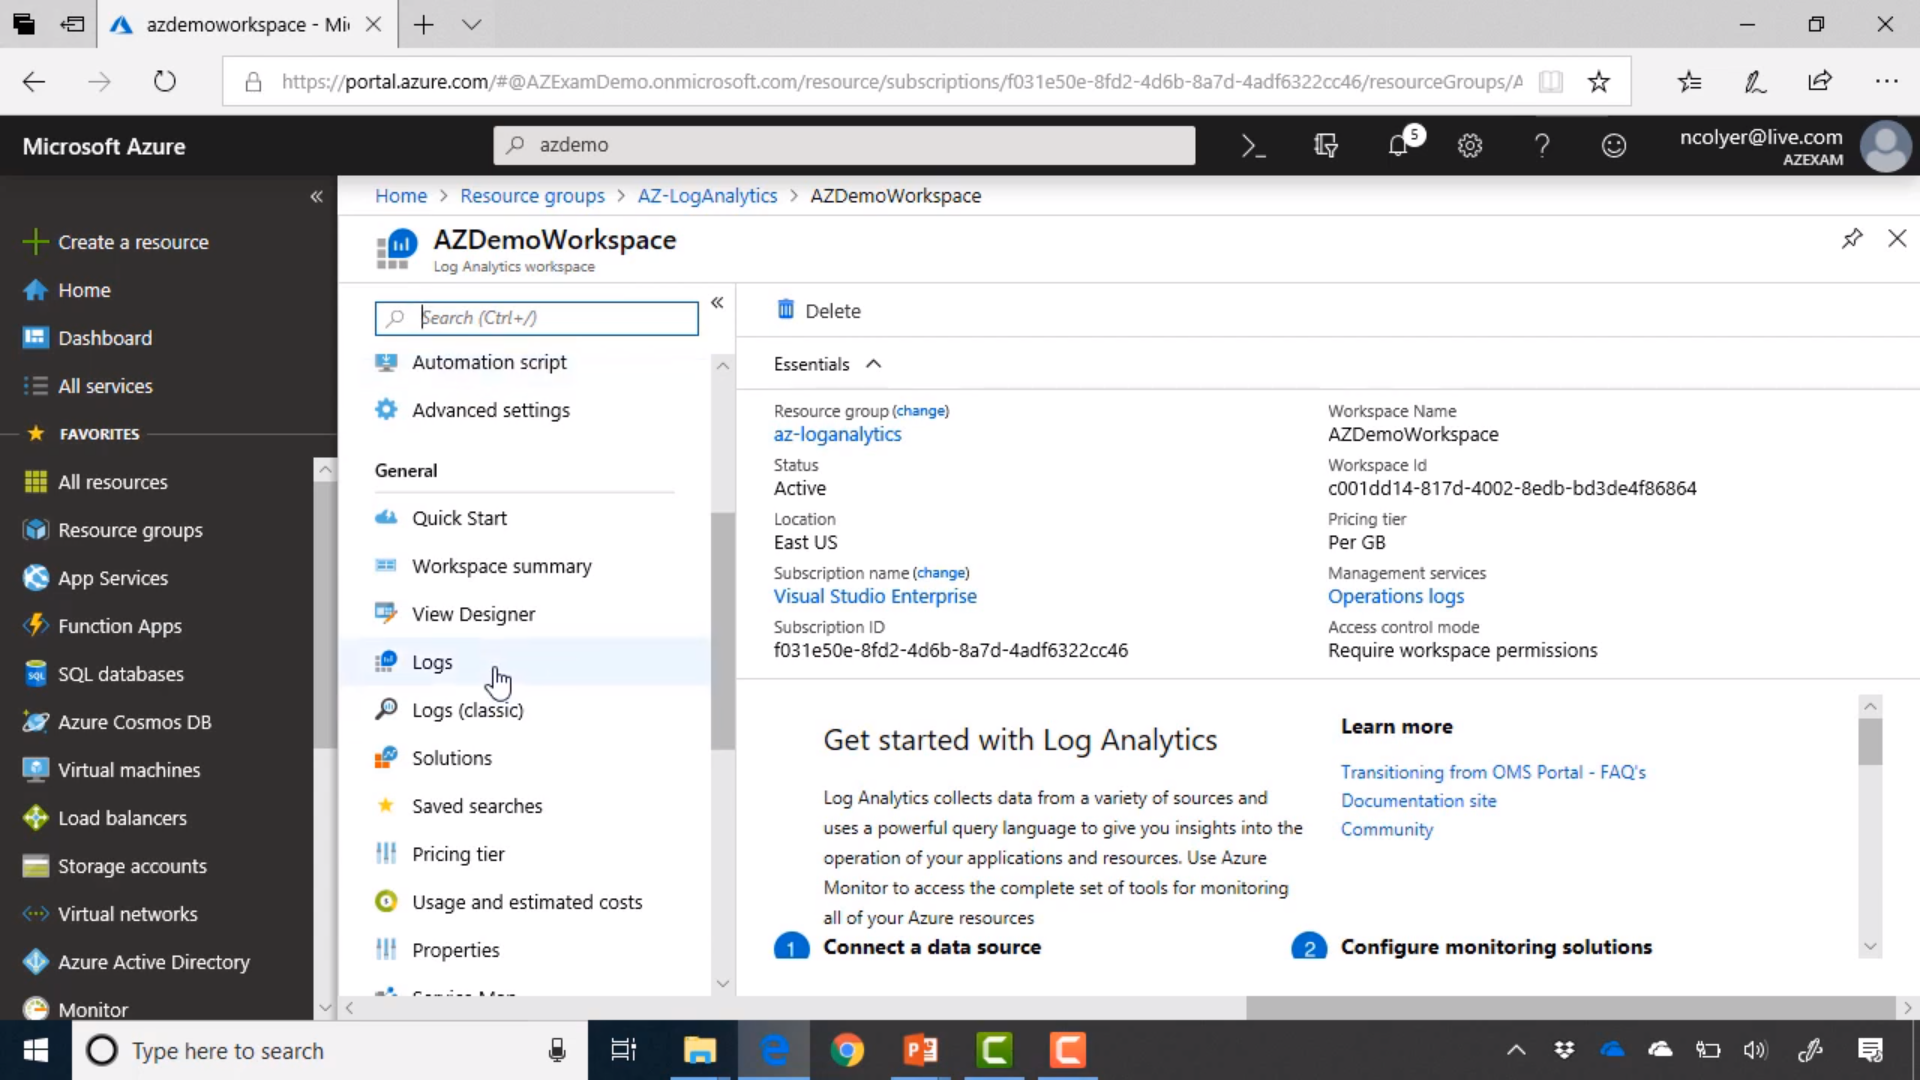 azdemoworkspace - Mi
https://portal.azure.com/#@AZExamDemo.onmicrosoft.com/resource/subscriptions/f031e50e-8fd2-4d6b-8a7d-4adf6322cc46/resourceGroups/A
Microsoft Azure
azdemo
5
ncolyer@live.com
AZEXAM
Home > Resource groups > AZ-LogAnalytics > AZDemoWorkspace
AZDemoWorkspace
Log Analytics workspace
Create a resource
Home
Dashboard
All services
FAVORITES
All resources
Resource groups
App Services
Function Apps
SQL databases
Azure Cosmos DB
Virtual machines
Load balancers
Storage accounts
Virtual networks
Azure Active Directory
Monitor
Search (Ctrl+/)
Automation script
Advanced settings
General
Quick Start
Workspace summary
View Designer
Logs
Logs (classic)
Solutions
Saved searches
Pricing tier
Usage and estimated costs
Properties
Service Map
Delete
Essentials
Resource group (change)
az-loganalytics
Status
Active
Location
East US
Subscription name (change)
Visual Studio Enterprise
Subscription ID
f031e50e-8fd2-4d6b-8a7d-4adf6322cc46
Workspace Name
AZDemoWorkspace
Workspace Id
c001dd14-817d-4002-8edb-bd3de4f86864
Pricing tier
Per GB
Management services
Operations logs
Access control mode
Require workspace permissions
Get started with Log Analytics
Log Analytics collects data from a variety of sources and
uses a powerful query language to give you insights into the
operation of your applications and resources. Use Azure
Monitor to access the complete set of tools for monitoring
all of your Azure resources
Learn more
Transitioning from OMS Portal - FAQ's
Documentation site
Community
1 Connect a data source
2 Configure monitoring solutions
Type here to search